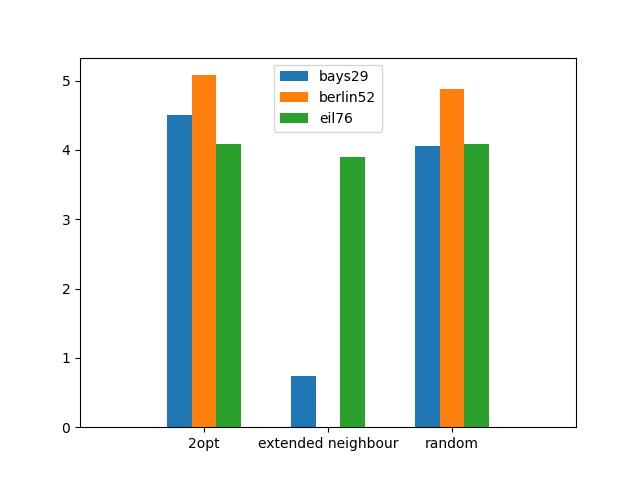 bays29
berlin52
eil76
5
4
3
2
1
0
2opt
extended neighbour
random